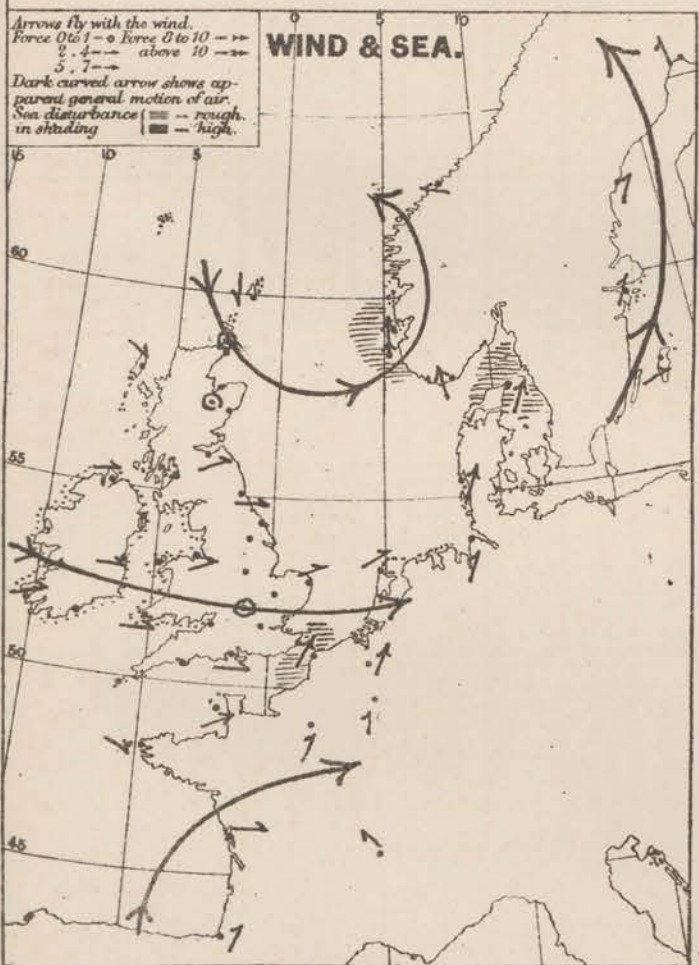 Arrows fly with the wind.
Force 0 to 1 – Force 8 to 10 –
2 . 4 – above 10 –
5 . 7 –
WIND & SEA.
Dark curved arrow shows ap-
parent general motion of air.
Sea disturbance { – rough.
in shading { – high.
0
10
15
10
5
60
55
50
45